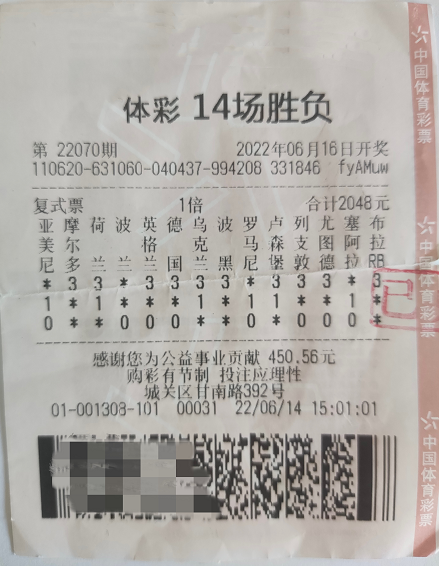 体彩 14场胜负
第 22070期 2022年06月16日开奖
110620-631060-040437-994208 331846 fyAMuw
复式票 1倍 合计2048元
亚 摩 荷 波 英 德 乌 波 罗 卢 列 尤 塞 布
美 尔 格 克 马 森 支 图 阿 拉
尼 多 兰 兰 兰 国 兰 黑 尼 堡 敦 德 拉 RB
* 3 3 3 3 3 3 3 3 3 3 * * 3
1 * 1 * * * 1 * 1 1 * * 1 *
0 * * 0 0 0 * * * * 0 0 0 *
感谢您为公益事业贡献 450.56元
购彩有节制 投注应理性
城关区甘南路392号
01-001308-101 00031 22/06/14 15:01:01
中国体育彩票
中国体育彩票
中国体育彩票
已